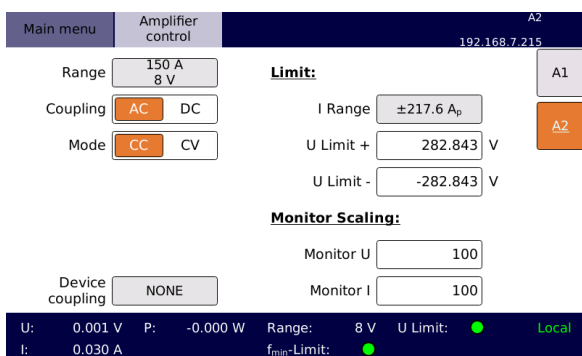 Main menu
Amplifier
control
A2
192.168.7.215
Range
150 A
8 V
Limit:
A1
Coupling
AC
DC
I Range
±217.6 Aₚ
A2
Mode
CC
CV
U Limit +
282.843
V
U Limit -
-282.843
V
Monitor Scaling:
Monitor U
100
Device
coupling
NONE
Monitor I
100
U: 0.001 V P: -0.000 W Range: 8 V U Limit: Local
I: 0.030 A fmin-Limit: